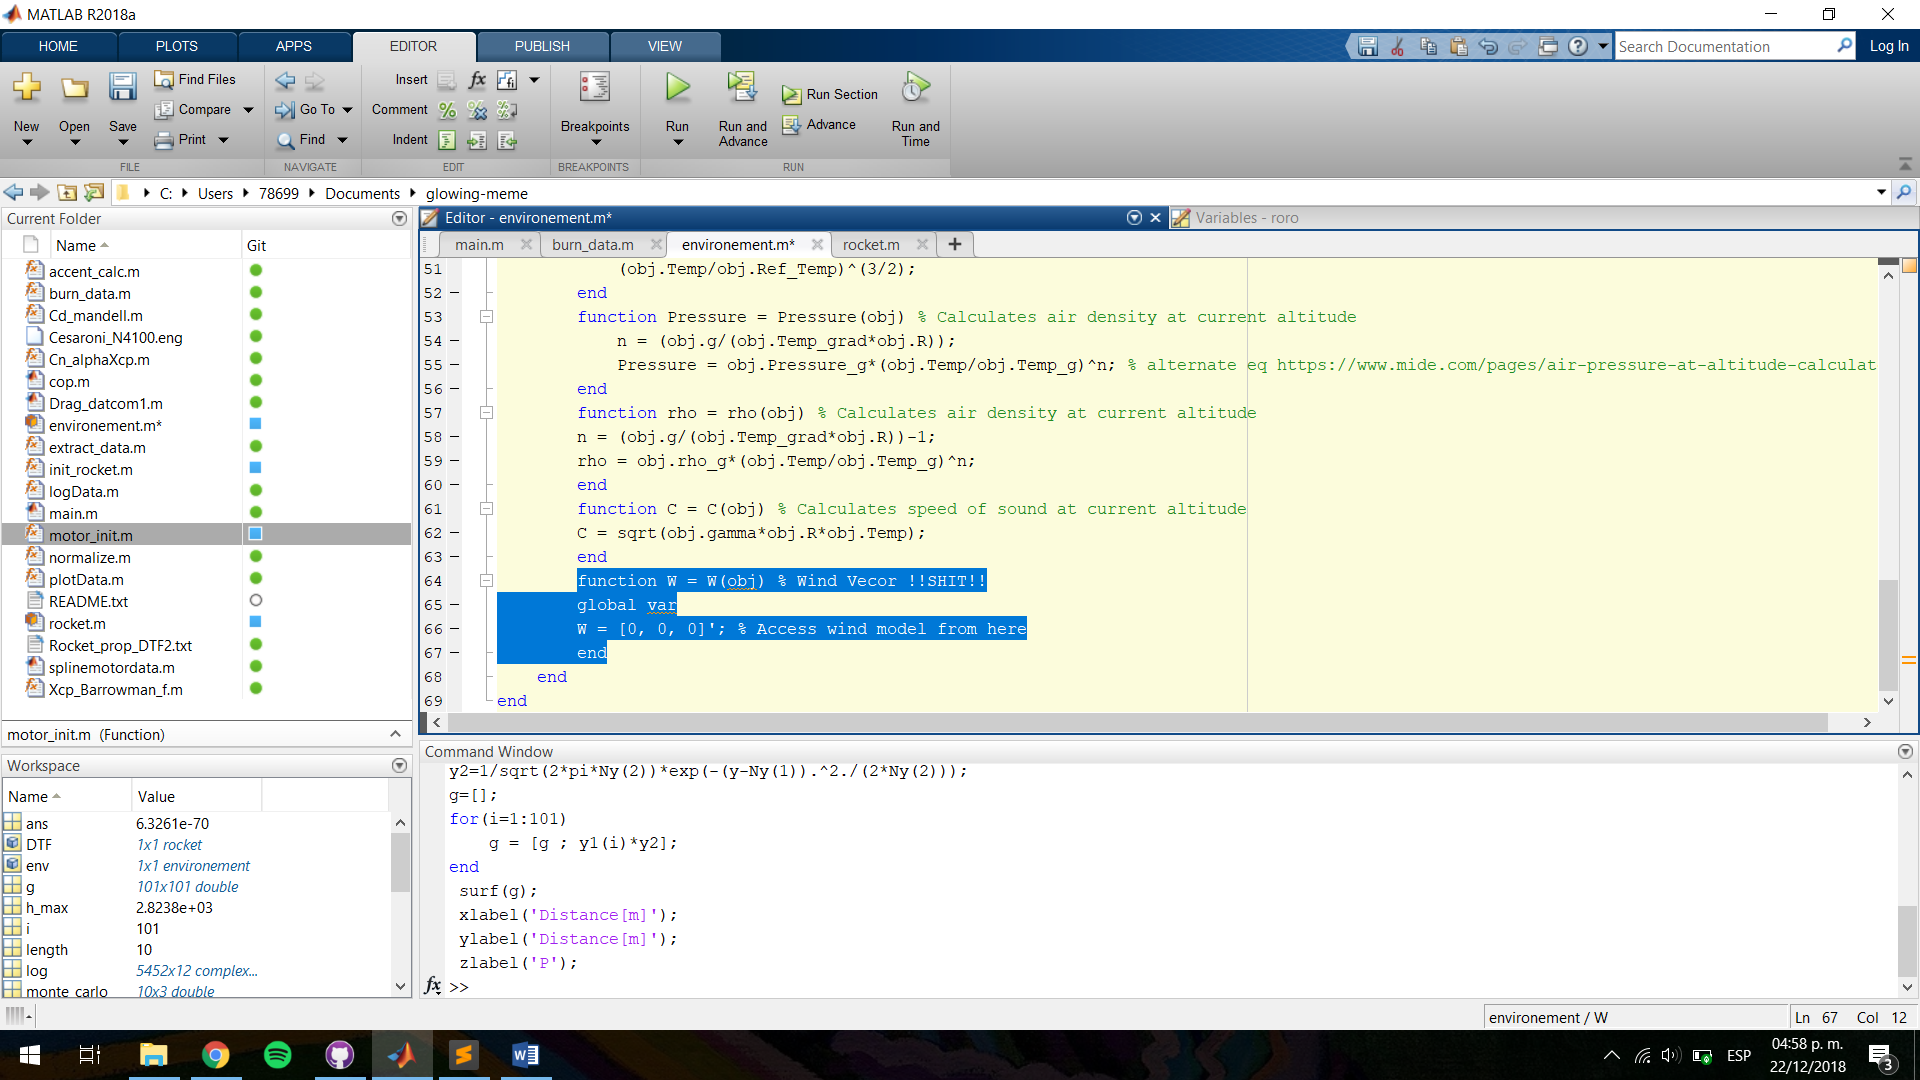 MATLAB R2018a
HOME PLOTS APPS EDITOR PUBLISH VIEW
Search Documentation
Log In
New
Open
Save
Find Files
Compare
Print
Go To
Find
Insert
Comment
Indent
fx
Breakpoints
Run
Run and Advance
Run Section
Advance
Run and Time
FILE NAVIGATE EDIT BREAKPOINTS RUN
C: Users 78699 Documents glowing-meme
Current Folder
Name Git
accent_calc.m
burn_data.m
Cd_mandell.m
Cesaroni_N4100.eng
Cn_alphaXcp.m
cop.m
Drag_datcom1.m
environement.m*
extract_data.m
init_rocket.m
logData.m
main.m
motor_init.m
normalize.m
plotData.m
README.txt
rocket.m
Rocket_prop_DTF2.txt
splinemotordata.m
Xcp_Barrowman_f.m
motor_init.m (Function)
Workspace
Name Value
ans 6.3261e-70
DTF 1x1 rocket
env 1x1 environement
g 101x101 double
h_max 2.8238e+03
i 101
length 10
log 5452x12 complex...
monte_carlo 10x3 double
Editor - environement.m*
Variables - roro
main.m burn_data.m environement.m* rocket.m
51 (obj.Temp/obj.Ref_Temp)^(3/2);
52 end
53 function Pressure = Pressure(obj) % Calculates air density at current altitude
54 n = (obj.g/(obj.Temp_grad*obj.R));
55 Pressure = obj.Pressure_g*(obj.Temp/obj.Temp_g)^n; % alternate eq https://www.mide.com/pages/air-pressure-at-altitude-calculat
56 end
57 function rho = rho(obj) % Calculates air density at current altitude
58 n = (obj.g/(obj.Temp_grad*obj.R))-1;
59 rho = obj.rho_g*(obj.Temp/obj.Temp_g)^n;
60 end
61 function C = C(obj) % Calculates speed of sound at current altitude
62 C = sqrt(obj.gamma*obj.R*obj.Temp);
63 end
64 function W = W(obj) % Wind Vecor !!SHIT!!
65 global var
66 W = [0, 0, 0]'; % Access wind model from here
67 end
68 end
69 end
Command Window
y2=1/sqrt(2*pi*Ny(2))*exp(-(y-Ny(1)).^2./(2*Ny(2)));
g=[];
for(i=1:101)
g = [g ; y1(i)*y2];
end
surf(g);
xlabel('Distance[m]');
ylabel('Distance[m]');
zlabel('P');
fx >>
environement / W
Ln 67 Col 12
ESP
04:58 p. m.
22/12/2018
3